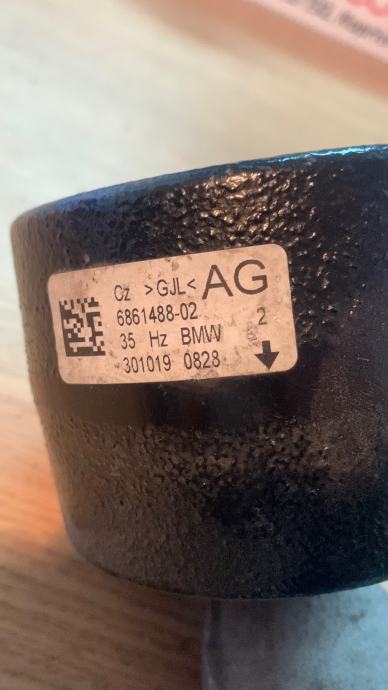 Cz >GJL< AG
6861488-02 2
35 Hz BMW
301019 0828